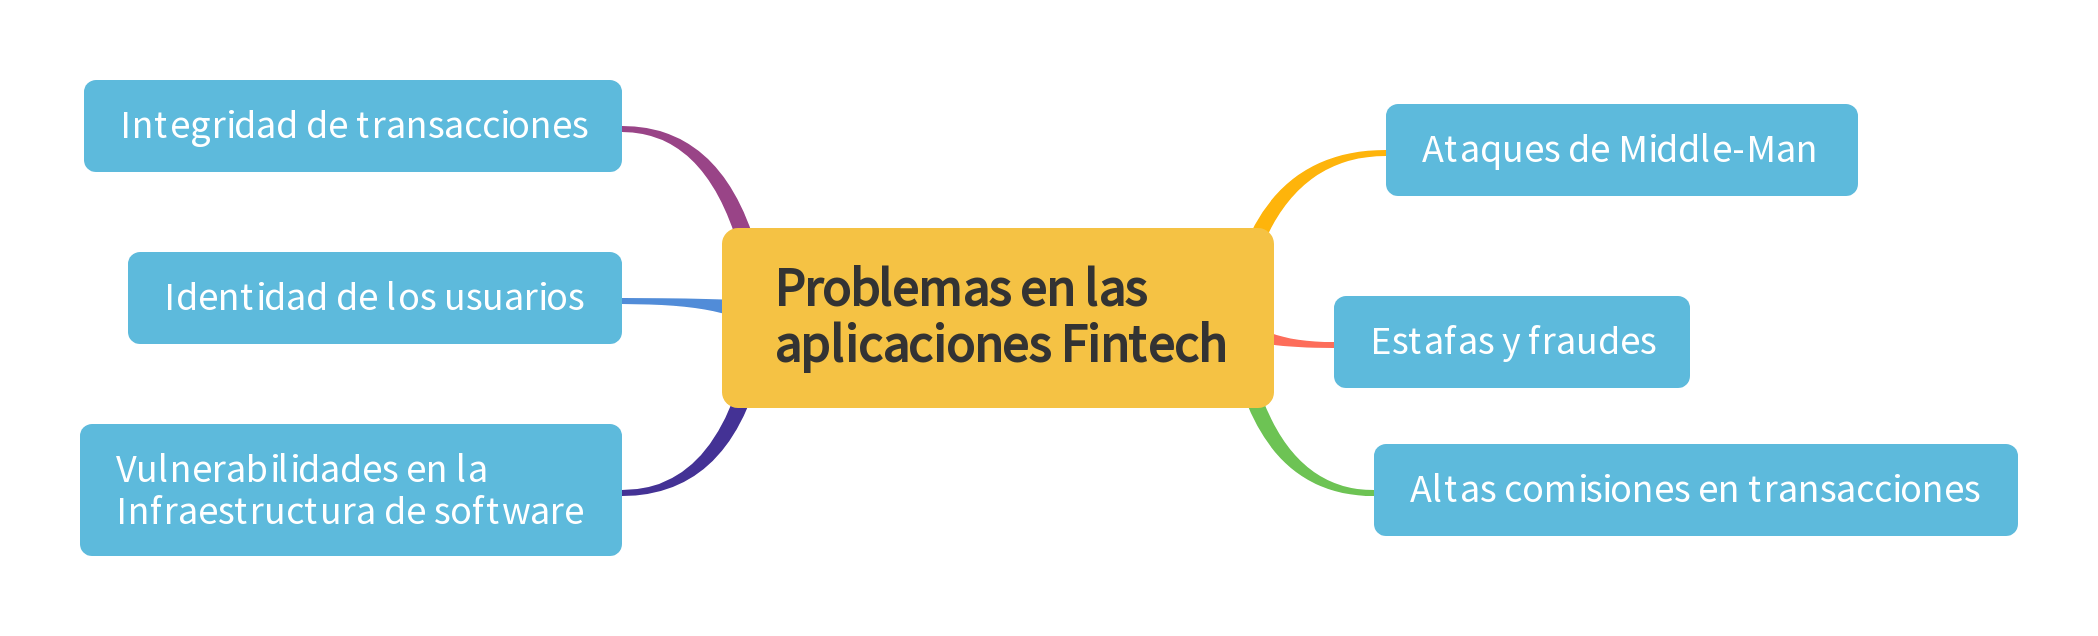 Integridad de transacciones
Identidad de los usuarios
Vulnerabilidades en la
Infraestructura de software
Problemas en las
aplicaciones Fintech
Ataques de Middle-Man
Estafas y fraudes
Altas comisiones en transacciones